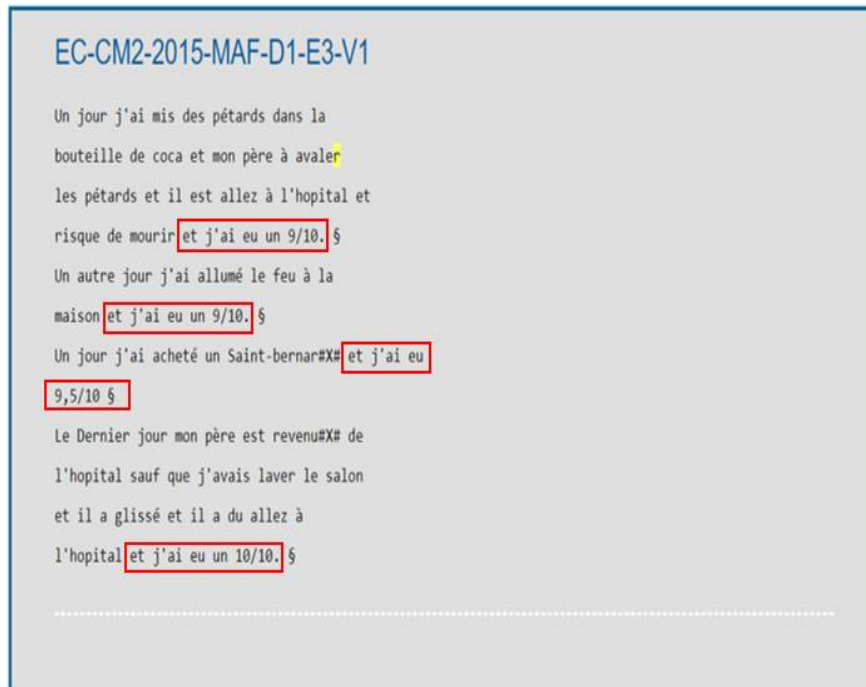 EC-CM2-2015-MAF-D1-E3-V1
Un jour j'ai mis des pétards dans la
bouteille de coca et mon père à avaler
les pétards et il est allez à l'hopital et
risque de mourir et j'ai eu un 9/10. §
Un autre jour j'ai allumé le feu à la
maison et j'ai eu un 9/10. §
Un jour j'ai acheté un Saint-bernar#X# et j'ai eu
9,5/10 §
Le Dernier jour mon père est revenu#X# de
l'hopital sauf que j'avais laver le salon
et il a glissé et il a du allez à
l'hopital et j'ai eu un 10/10. §